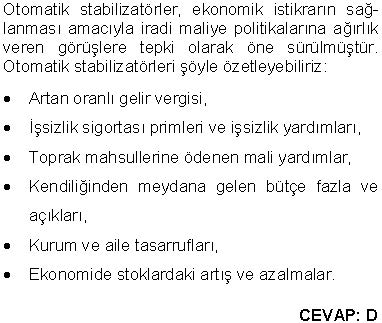 Otomatik stabilizatörler, ekonomik istikrarın sağ-
lanması amacıyla iradi maliye politikalarına ağırlık
veren görüşlere tepki olarak öne sürülmüştür.
Otomatik stabilizatörleri şöyle özetleyebiliriz:
• Artan oranlı gelir vergisi,
• İşsizlik sigortası primleri ve işsizlik yardımları,
• Toprak mahsullerine ödenen mali yardımlar,
• Kendiliğinden meydana gelen bütçe fazla ve
açıkları,
• Kurum ve aile tasarrufları,
• Ekonomide stoklardaki artış ve azalmalar.
CEVAP: D